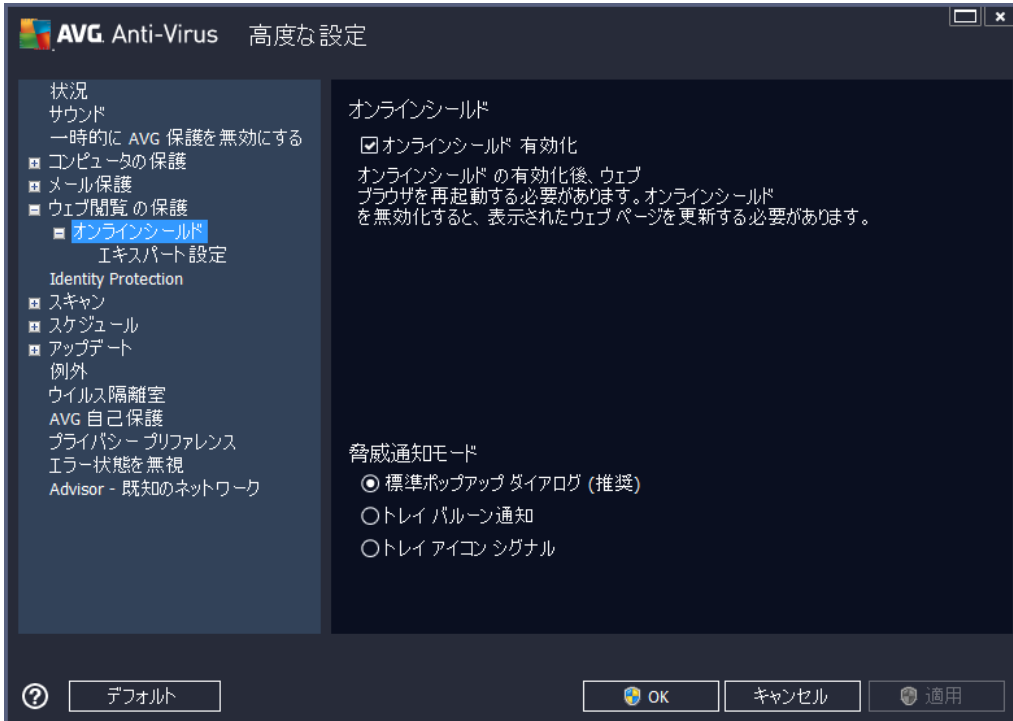 AVG. Anti-Virus 高度な設定
状況
サウンド
一時的に AVG 保護を無効にする
コンピュータの保護
メール保護
ウェブ閲覧 の保護
オンラインシールド
エキスパート設定
Identity Protection
スキャン
スケジュール
アップデート
例外
ウイルス隔離室
AVG 自己保護
プライバシー プリファレンス
エラー状態を無視
Advisor - 既知のネットワーク
オンラインシールド
オンラインシールド 有効化
オンラインシールド の有効化後、ウェブ
ブラウザを再起動する必要があります。オンラインシールド
を無効化すると、表示されたウェブ ページを更新する必要があります。
脅威通知モード
標準ポップアップ ダイアログ (推奨)
トレイ バルーン通知
トレイ アイコン シグナル
? デフォルト OK キャンセル 適用